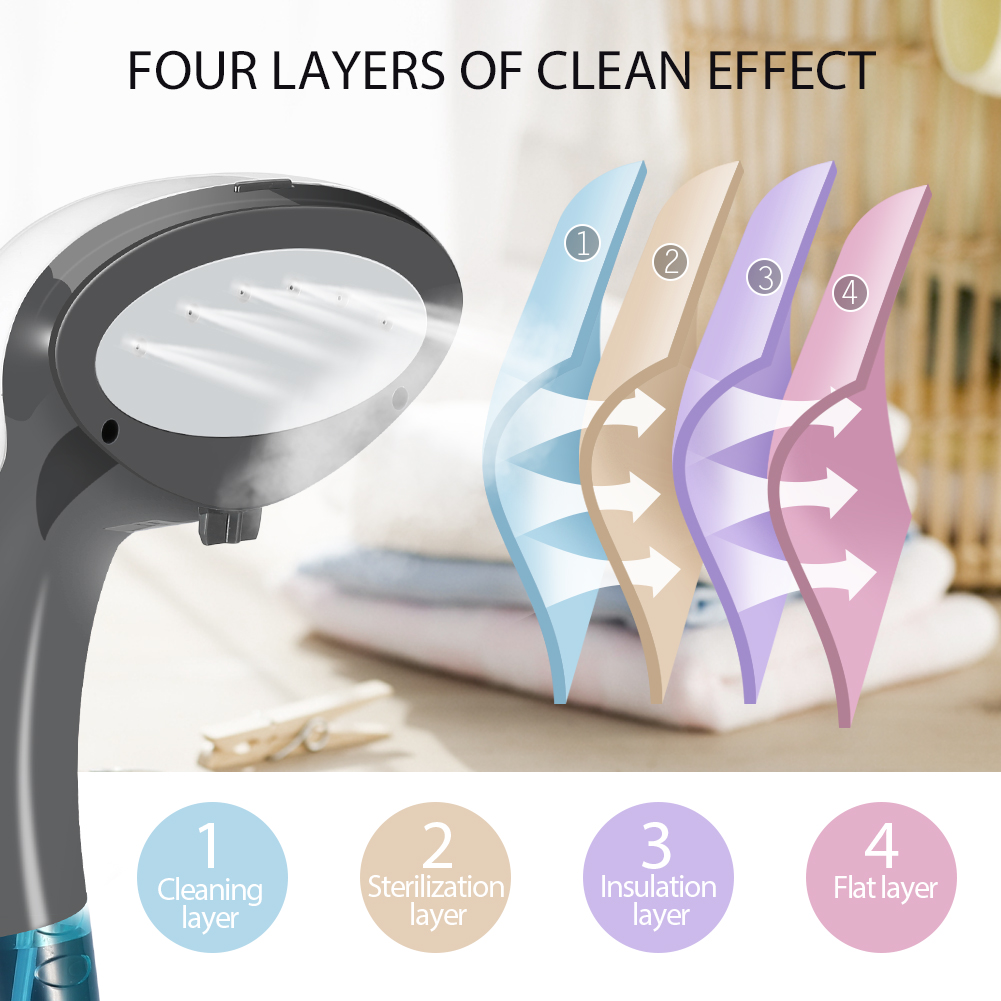 FOUR LAYERS OF CLEAN EFFECT
1
2
3
4
1
Cleaning
layer
2
Sterilization
layer
3
Insulation
layer
4
Flat layer